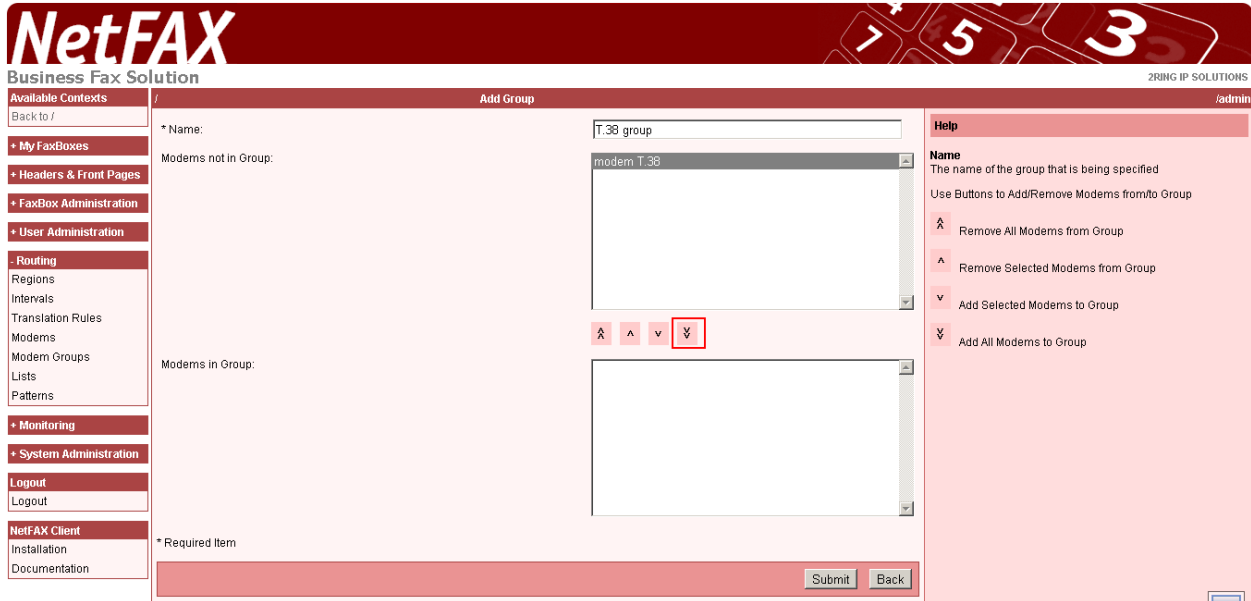 NetFAX
7 4 5 3 2
Business Fax Solution
2RING IP SOLUTIONS
Available Contexts
Back to /
+ My FaxBoxes
+ Headers & Front Pages
+ FaxBox Administration
+ User Administration
- Routing
Regions
Intervals
Translation Rules
Modems
Modem Groups
Lists
Patterns
+ Monitoring
+ System Administration
Logout
Logout
NetFAX Client
Installation
Documentation
/ Add Group /admin
* Name: T.38 group
Modems not in Group: modem T.38
Modems in Group:
* Required Item
Submit Back
Help
Name
The name of the group that is being specified
Use Buttons to Add/Remove Modems from/to Group
Remove All Modems from Group
Remove Selected Modems from Group
Add Selected Modems to Group
Add All Modems to Group